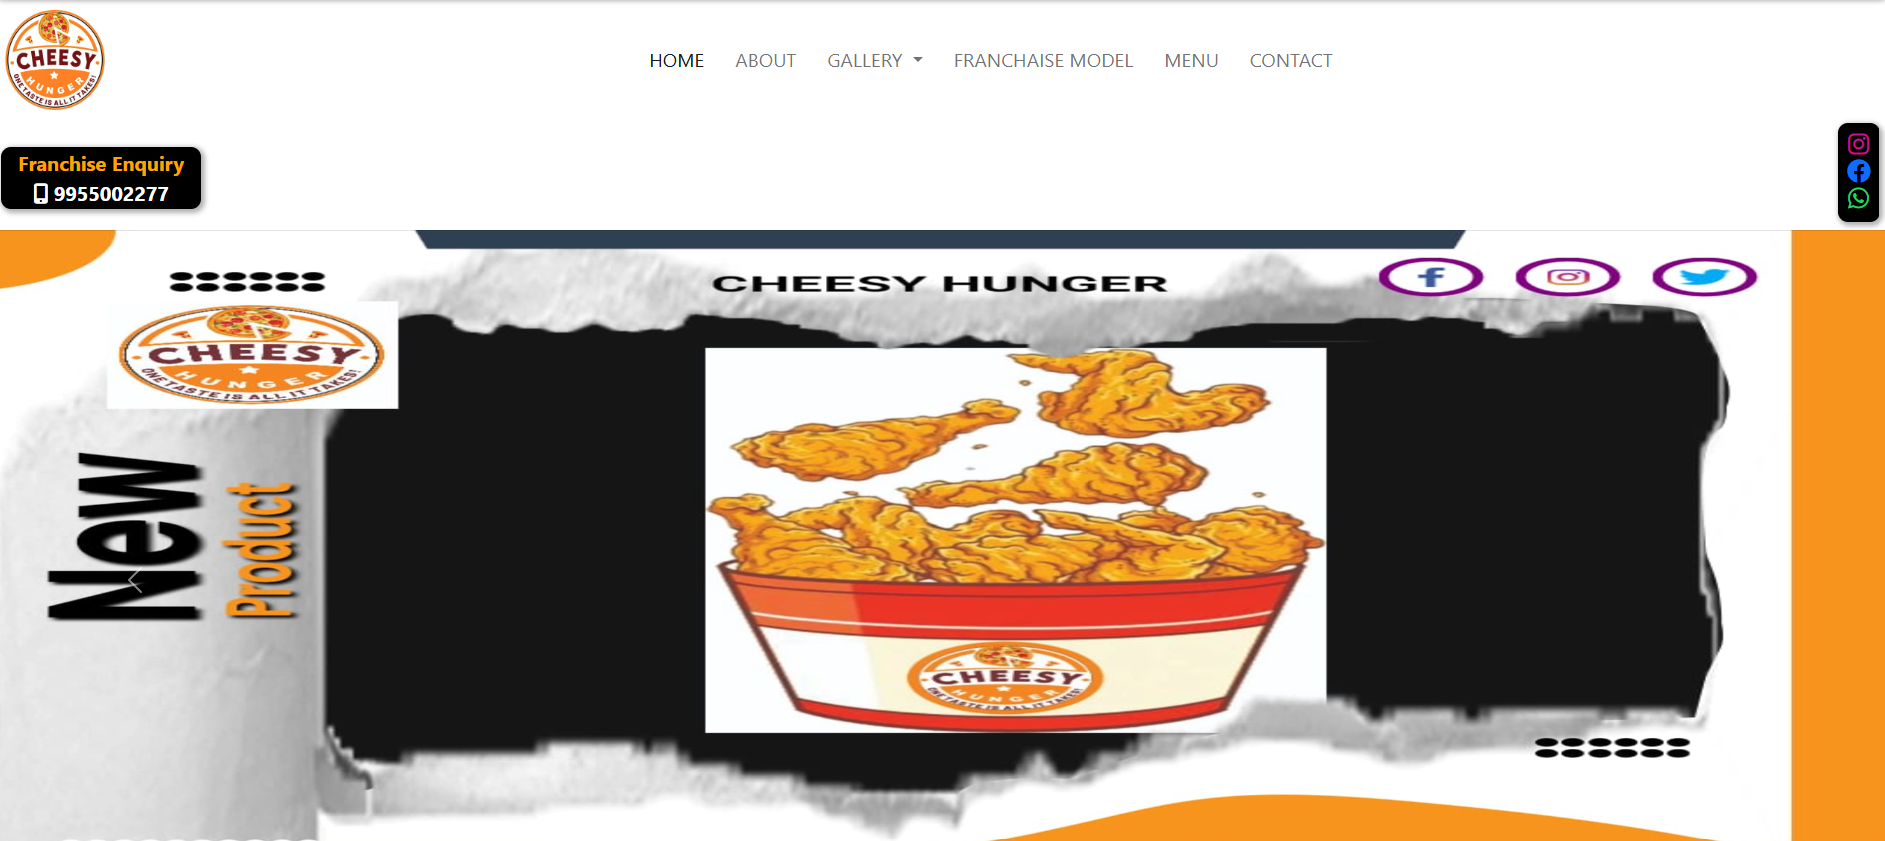 CHEESY
HUNGER
ONE TASTE IS ALL IT TAKES!
HOME
ABOUT
GALLERY
FRANCHAISE MODEL
MENU
CONTACT
Franchise Enquiry
9955002277
CHEESY HUNGER
CHEESY
HUNGER
ONE TASTE IS ALL IT TAKES!
New
Product
CHEESY
HUNGER
ONE TASTE IS ALL IT TAKES!